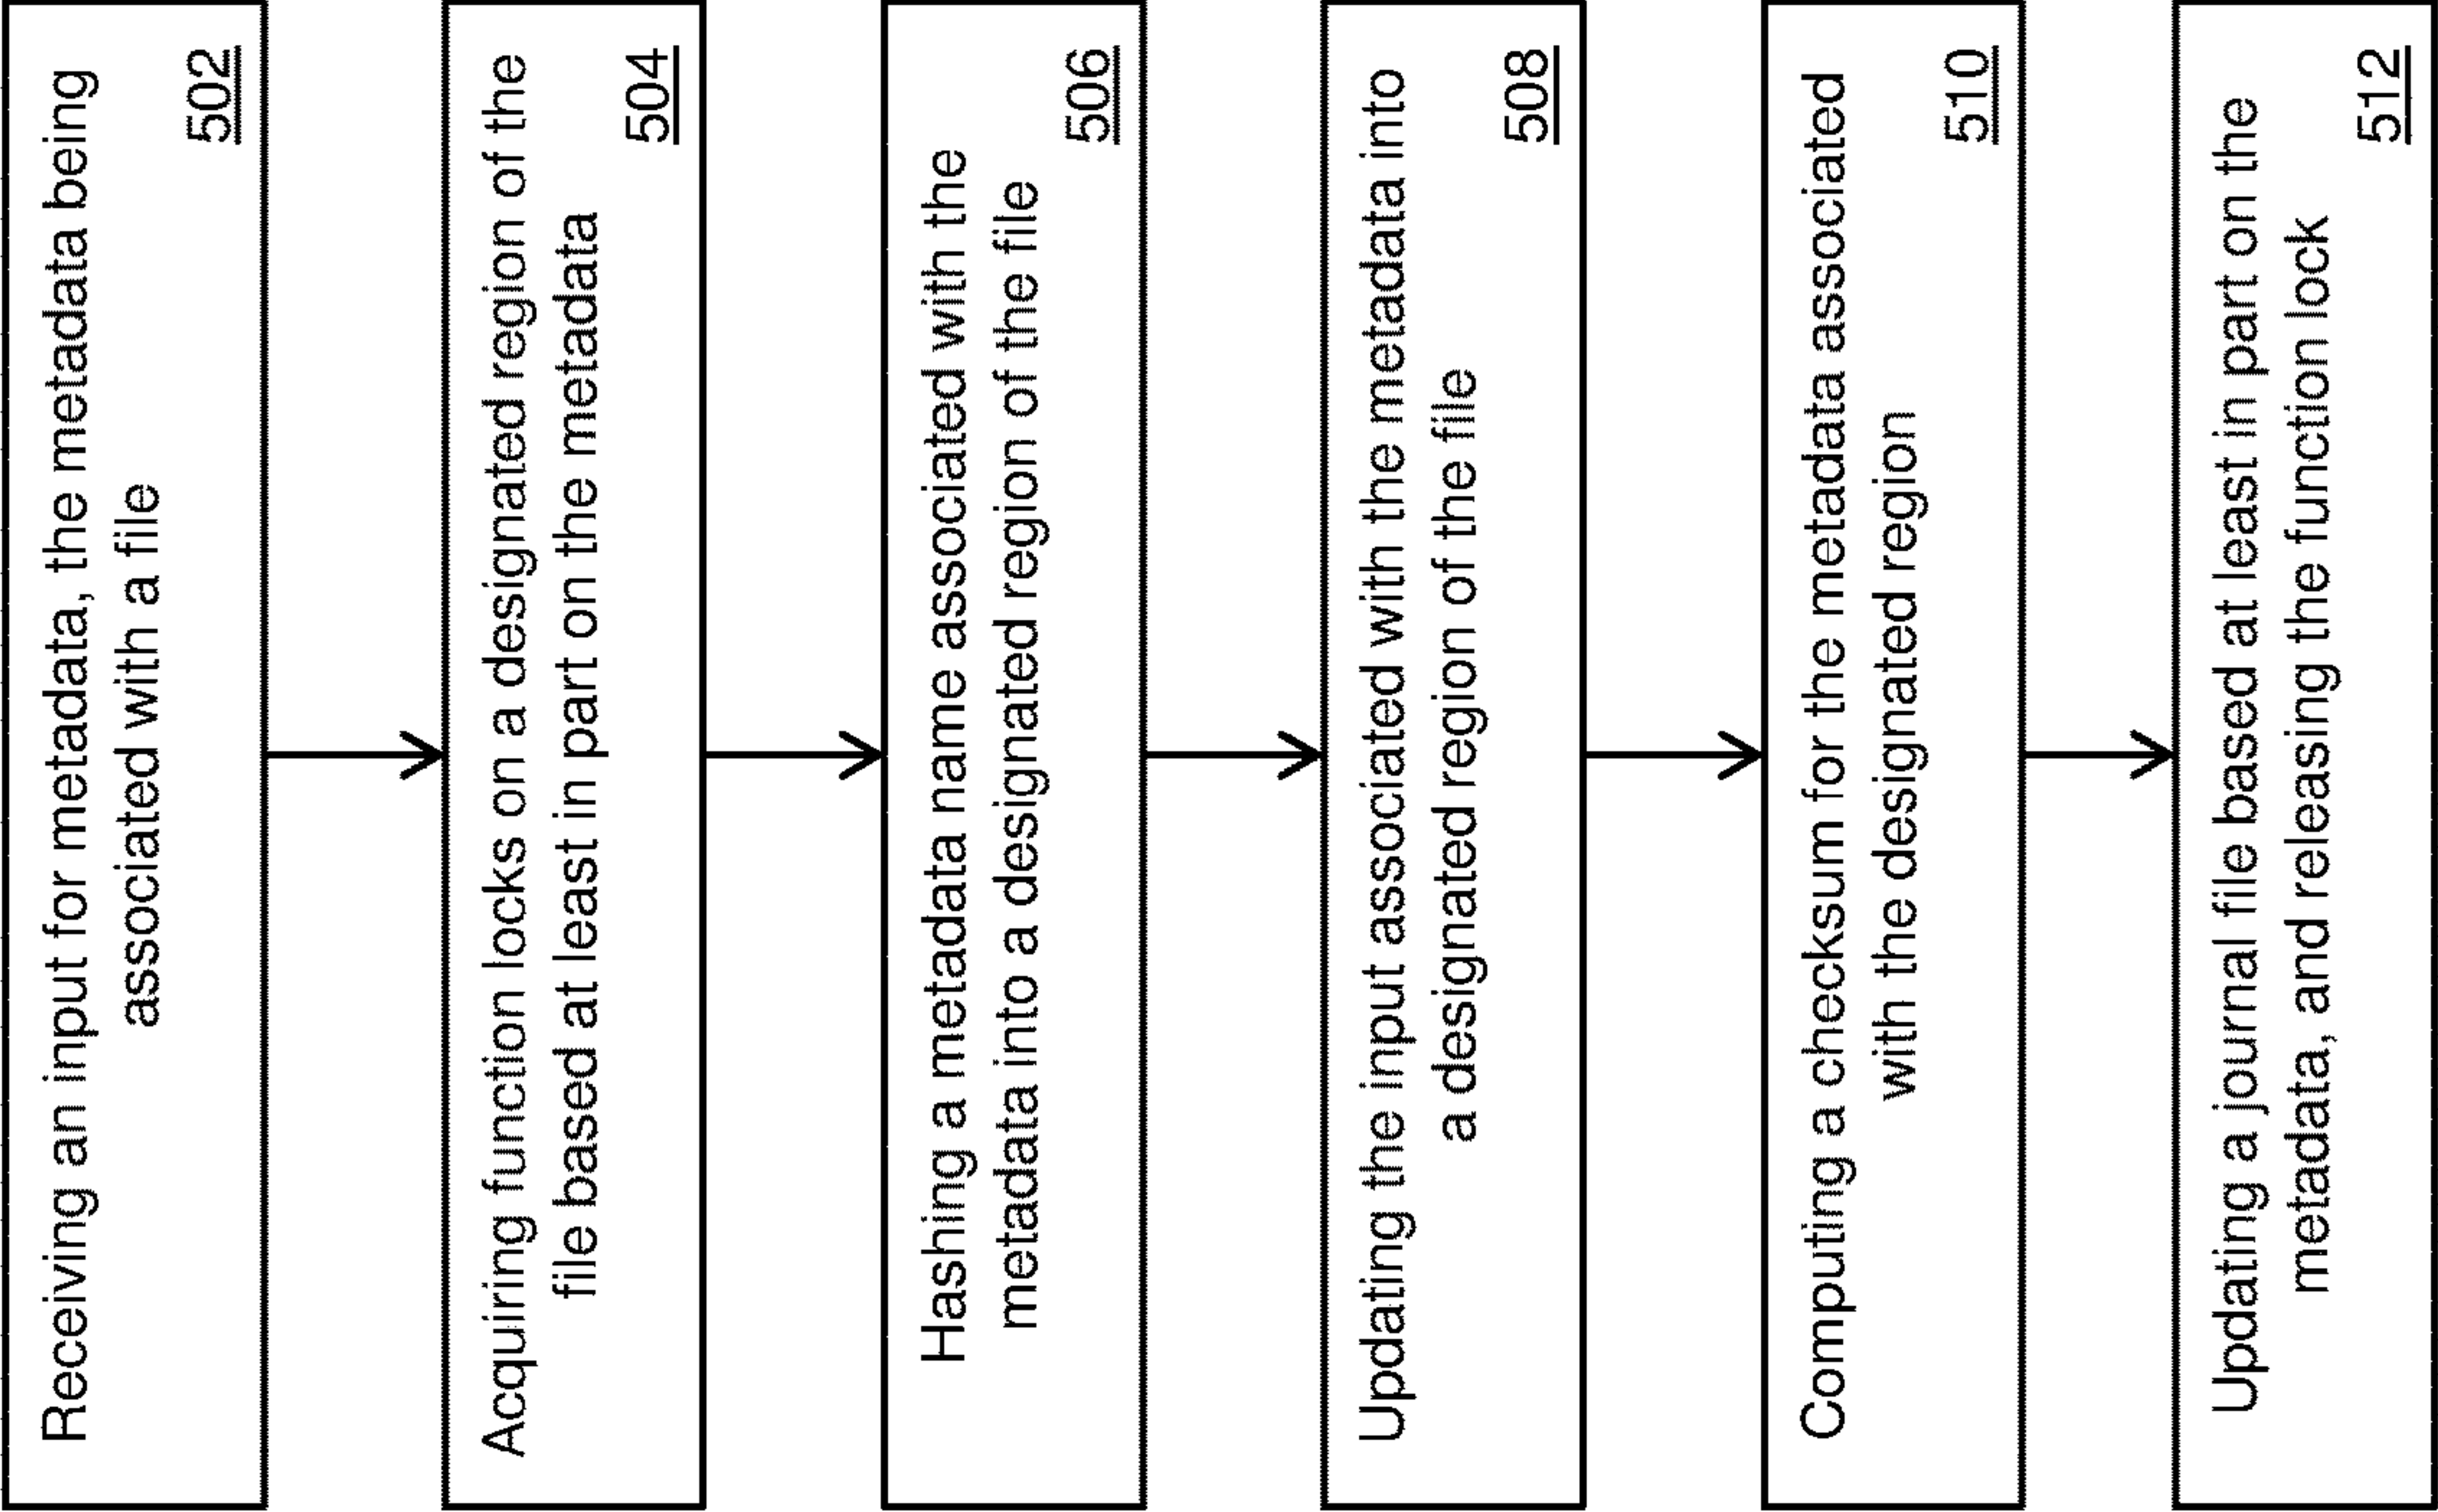 Receiving an input for metadata, the metadata being
associated with a file
502
Acquiring function locks on a designated region of the
file based at least in part on the metadata
504
Hashing a metadata name associated with the
metadata into a designated region of the file
506
Updating the input associated with the metadata into
a designated region of the file
508
Computing a checksum for the metadata associated
with the designated region
510
Updating a journal file based at least in part on the
metadata, and releasing the function lock
512